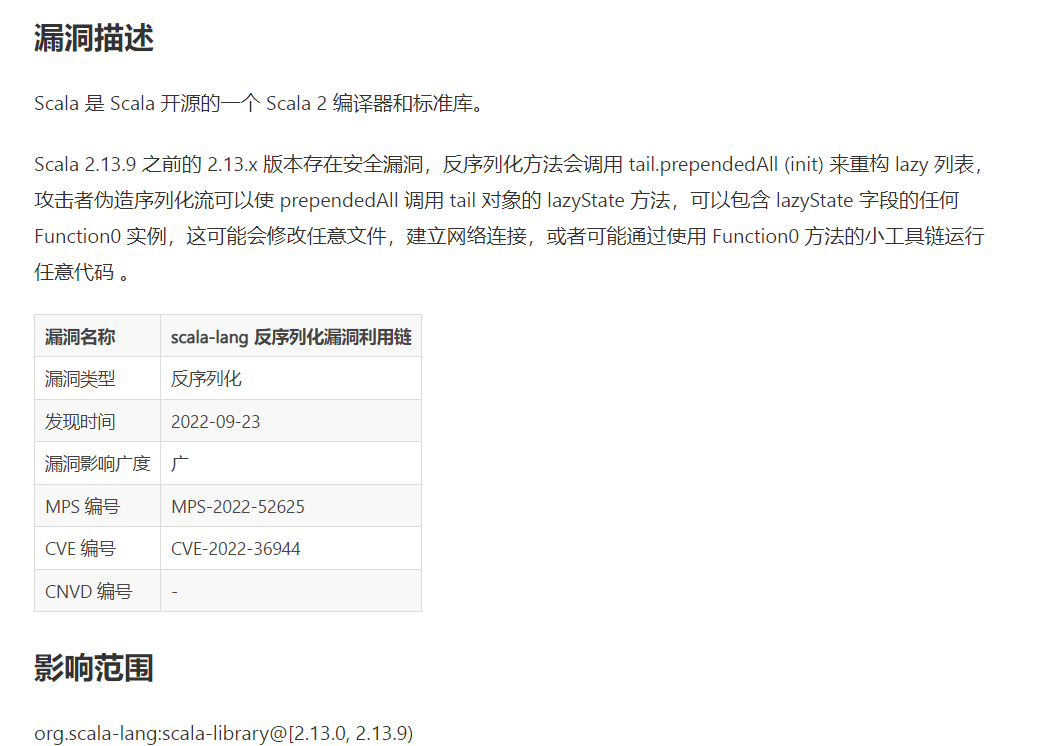 漏洞描述
Scala 是 Scala 开源的一个 Scala 2 编译器和标准库。
Scala 2.13.9 之前的 2.13.x 版本存在安全漏洞，反序列化方法会调用 tail.prependedAll (init) 来重构 lazy 列表，
攻击者伪造序列化流可以使 prependedAll 调用 tail 对象的 lazyState 方法，可以包含 lazyState 字段的任何
Function0 实例，这可能会修改任意文件，建立网络连接，或者可能通过使用 Function0 方法的小工具链运行
任意代码 。
漏洞名称 scala-lang 反序列化漏洞利用链
漏洞类型 反序列化
发现时间 2022-09-23
漏洞影响广度 广
MPS 编号 MPS-2022-52625
CVE 编号 CVE-2022-36944
CNVD 编号 -
影响范围
org.scala-lang:scala-library@[2.13.0, 2.13.9)